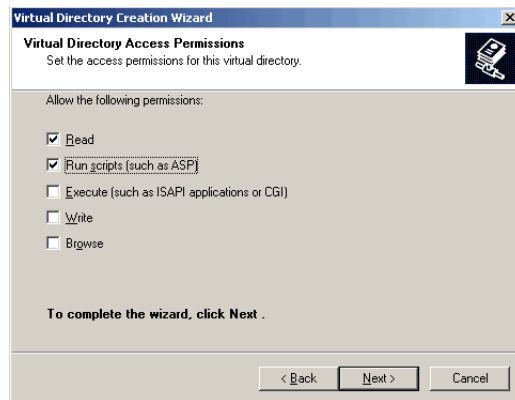 Virtual Directory Creation Wizard
Virtual Directory Access Permissions
Set the access permissions for this virtual directory.
Allow the following permissions:
Read
Run scripts (such as ASP)
Execute (such as ISAPI applications or CGI)
Write
Browse
To complete the wizard, click Next .
< Back Next > Cancel